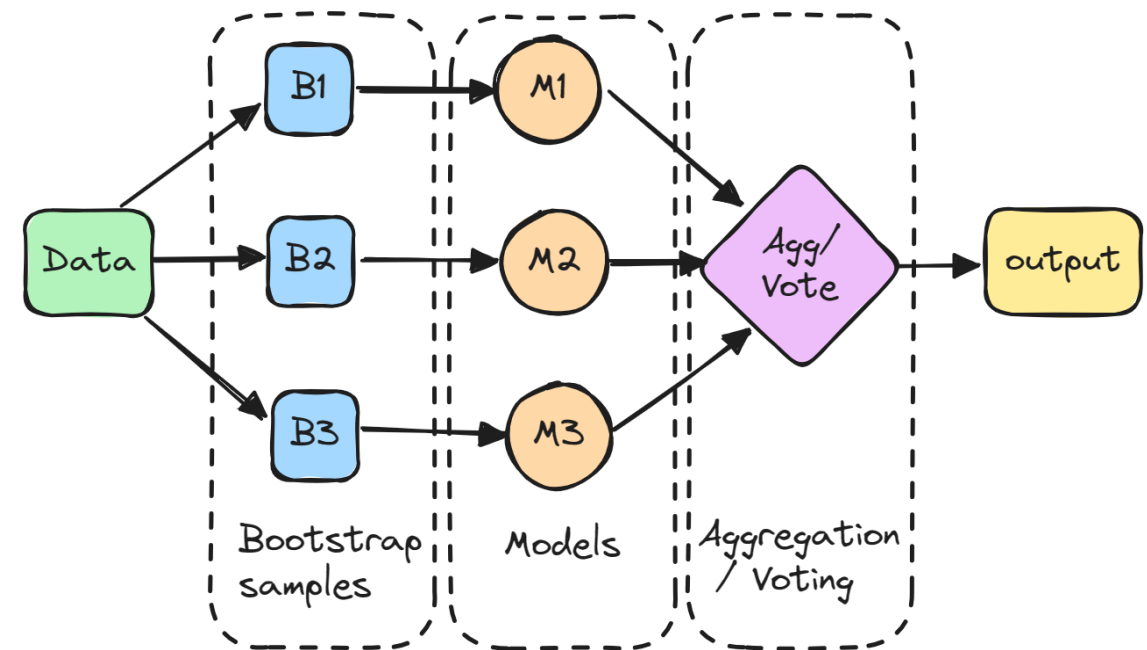 B1
M1
Data
B2
M2
Agg/
Vote
output
B3
M3
Bootstrap
samples
Models
Aggregation
/ Voting